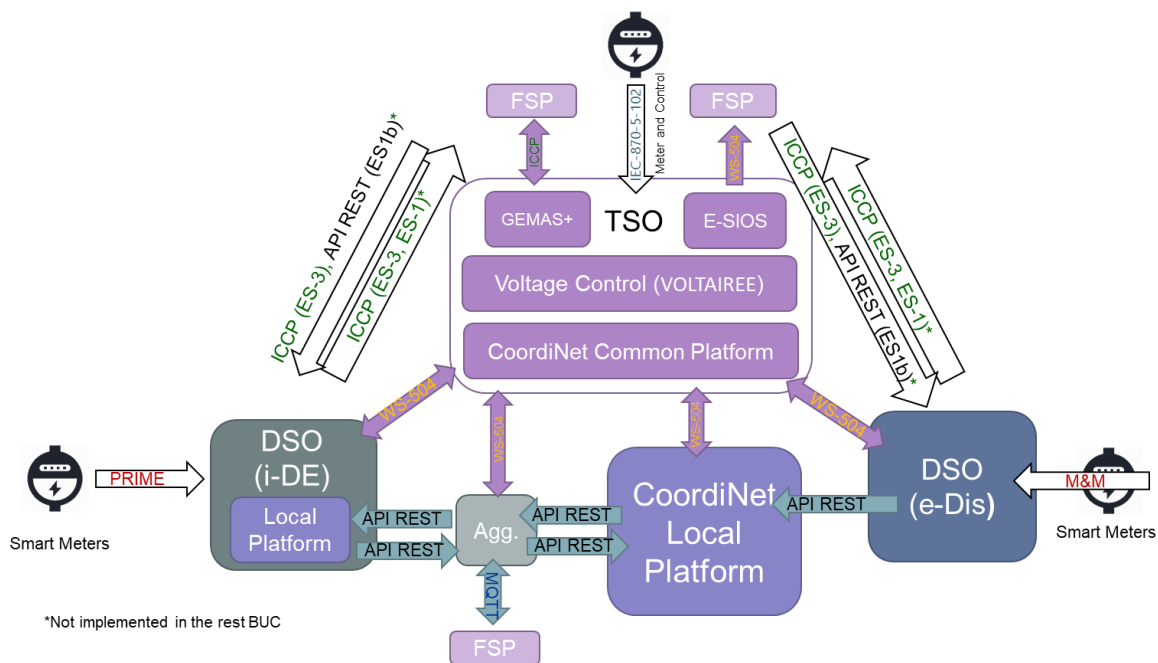 FSP
FSP
ICCP
IEC-870-5-102
Meter and Control
WS-504
ICCP (ES-3), API REST (ES1b)*
ICCP (ES-3, ES-1)*
ICCP (ES-3, ES-1)*
ICCP (ES-3), API REST (ES1b)*
GEMAS+
TSO
E-SIOS
Voltage Control (VOLTAIREE)
CoordiNet Common Platform
WS-504
WS-504
WS-504
WS-504
DSO
(i-DE)
Local
Platform
PRIME
Smart Meters
API REST
API REST
Agg.
API REST
API REST
CoordiNet
Local
Platform
API REST
DSO
(e-Dis)
M&M
Smart Meters
MQTT
FSP
*Not implemented in the rest BUC